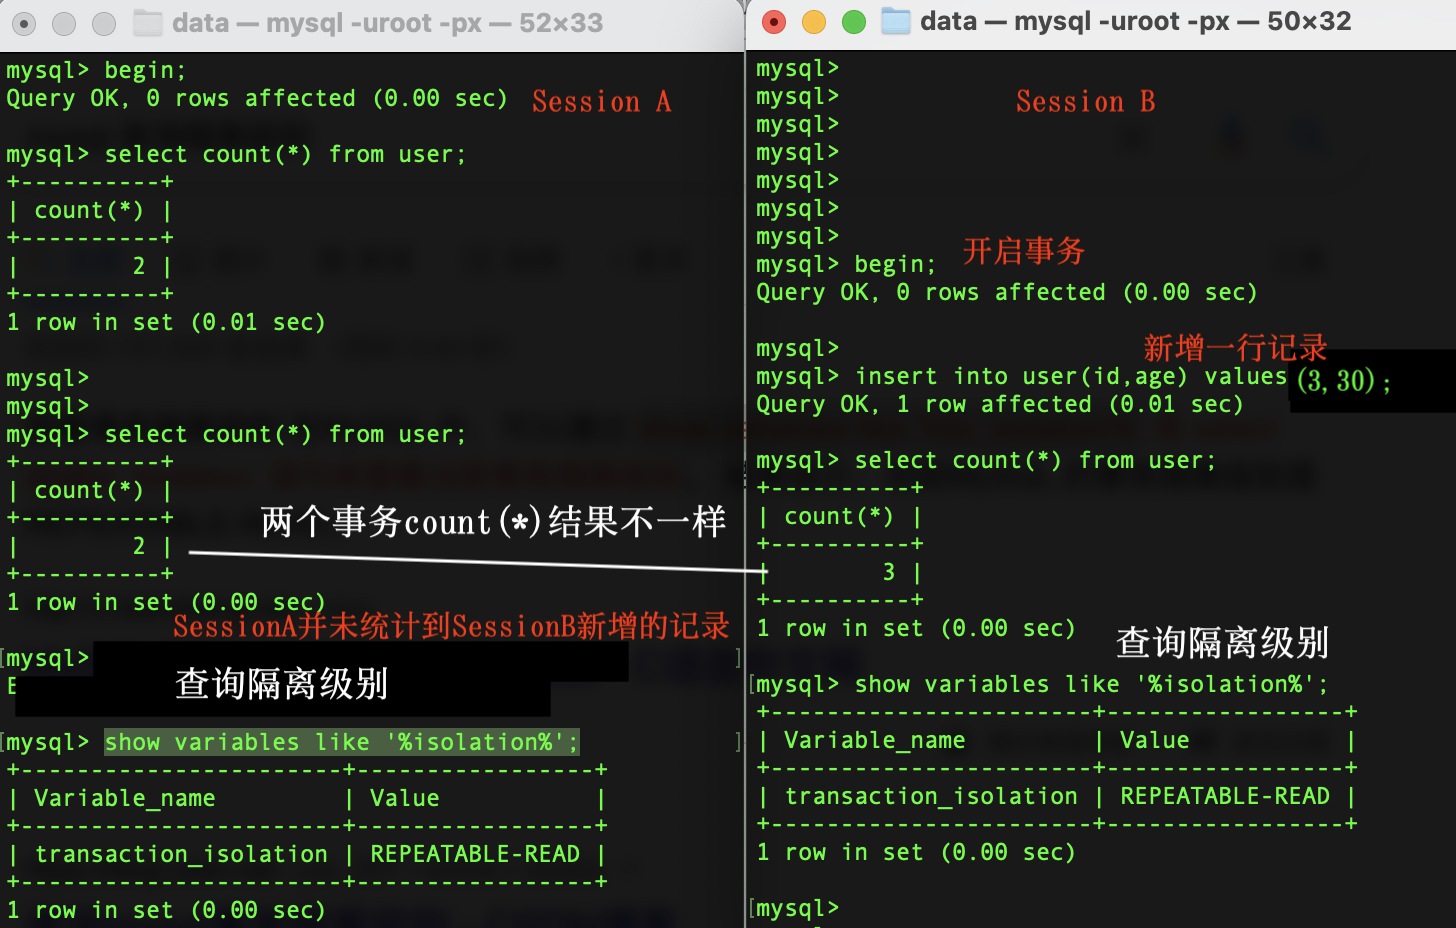 data — mysql -uroot -px — 52×33
mysql> begin;
Query OK, 0 rows affected (0.00 sec)
Session A
mysql> select count(*) from user;
+----------+
| count(*) |
+----------+
|        2 |
+----------+
1 row in set (0.01 sec)
mysql>
mysql>
mysql> select count(*) from user;
+----------+
| count(*) |
+----------+
|        2 |
+----------+
两个事务count(*)结果不一样
1 row in set (0.00 sec)
SessionA并未统计到SessionB新增的记录
mysql>
查询隔离级别
mysql> show variables like '%isolation%';
+-----------------------+-----------------+
| Variable_name         | Value           |
+-----------------------+-----------------+
| transaction_isolation | REPEATABLE-READ |
+-----------------------+-----------------+
1 row in set (0.00 sec)
data — mysql -uroot -px — 50×32
mysql>
mysql>
Session B
mysql>
mysql>
mysql>
mysql>
mysql>
开启事务
mysql> begin;
Query OK, 0 rows affected (0.00 sec)
mysql>
新增一行记录
mysql> insert into user(id,age) values(3,30);
Query OK, 1 row affected (0.01 sec)
mysql> select count(*) from user;
+----------+
| count(*) |
+----------+
|        3 |
+----------+
1 row in set (0.00 sec)
查询隔离级别
mysql> show variables like '%isolation%';
+-----------------------+-----------------+
| Variable_name         | Value           |
+-----------------------+-----------------+
| transaction_isolation | REPEATABLE-READ |
+-----------------------+-----------------+
1 row in set (0.00 sec)
mysql>